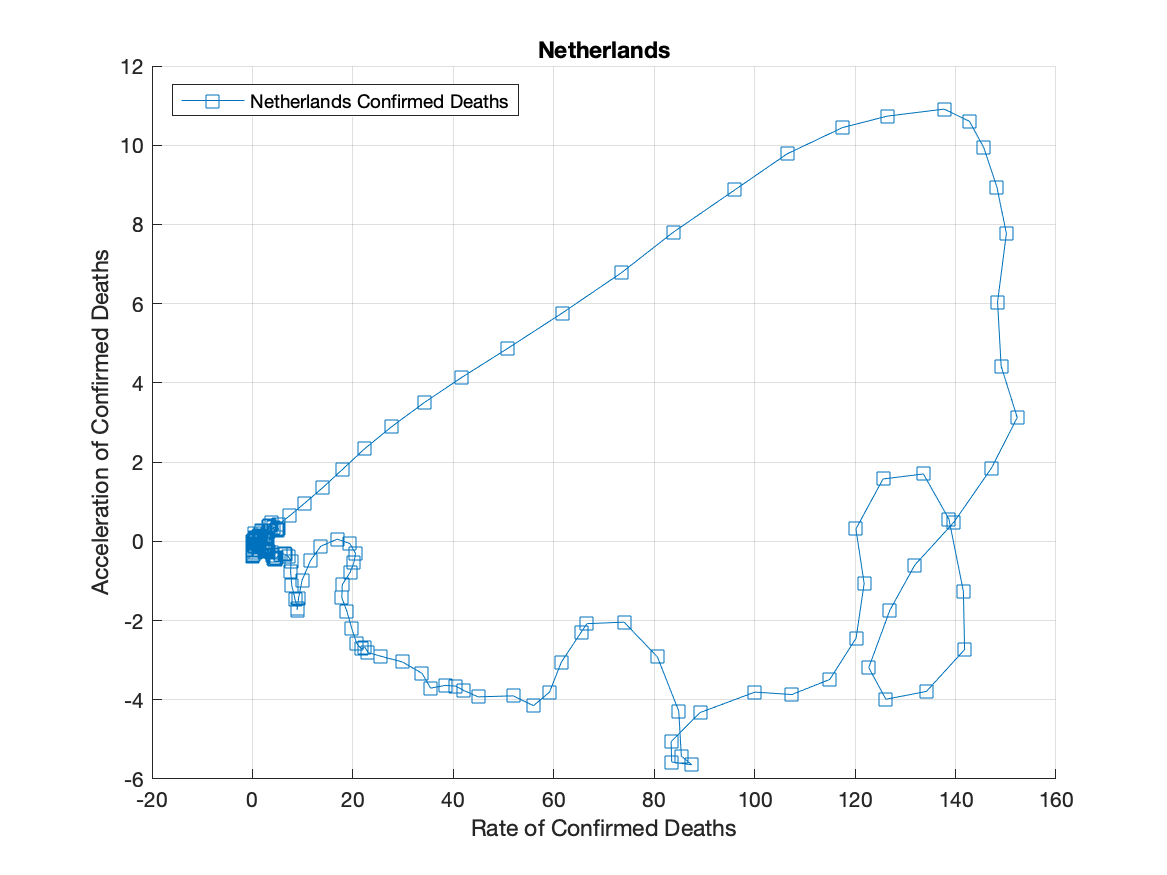 Netherlands
12
Netherlands Confirmed Deaths
10
8
6
4
2
0
-2
-4
-6
Acceleration of Confirmed Deaths
-20 0 20 40 60 80 100 120 140 160
Rate of Confirmed Deaths